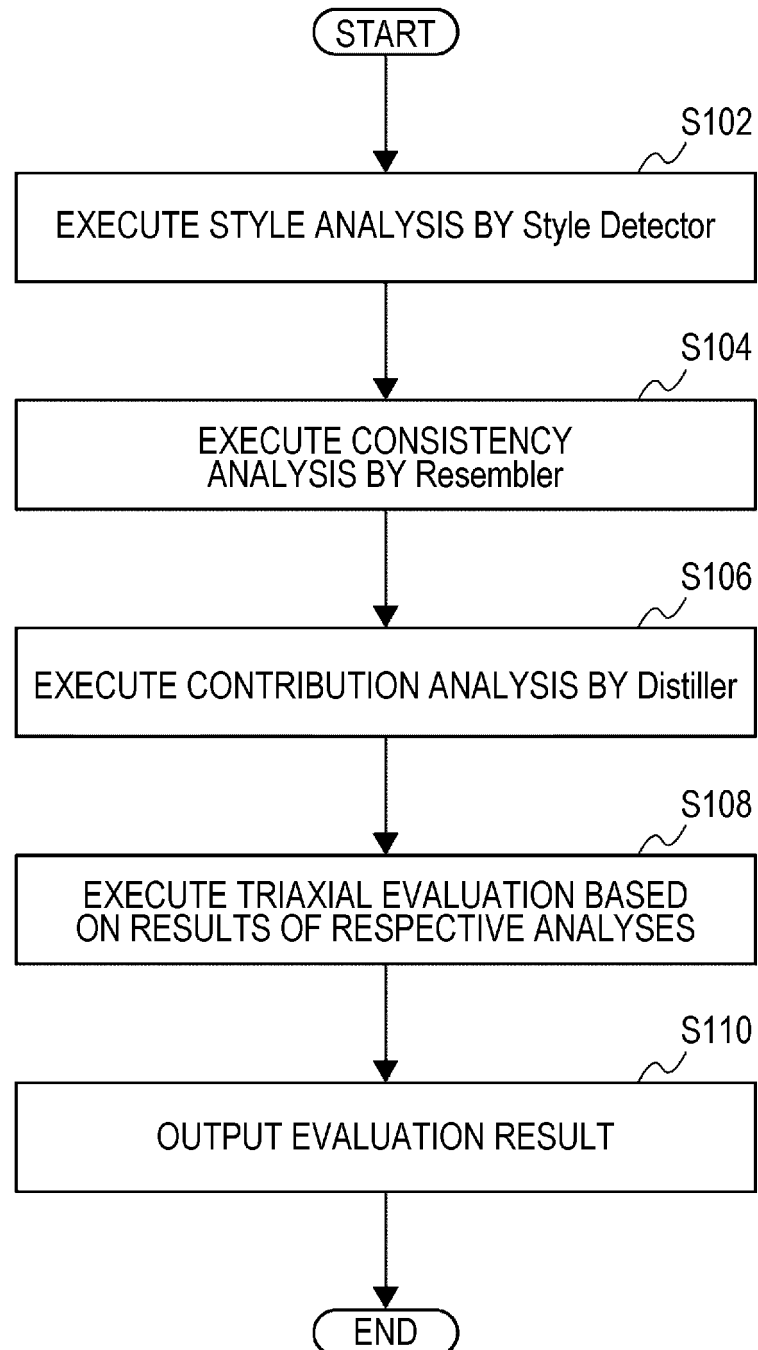 START
S102
EXECUTE STYLE ANALYSIS BY Style Detector
S104
EXECUTE CONSISTENCY
ANALYSIS BY Resembler
S106
EXECUTE CONTRIBUTION ANALYSIS BY Distiller
S108
EXECUTE TRIAXIAL EVALUATION BASED
ON RESULTS OF RESPECTIVE ANALYSES
S110
OUTPUT EVALUATION RESULT
END